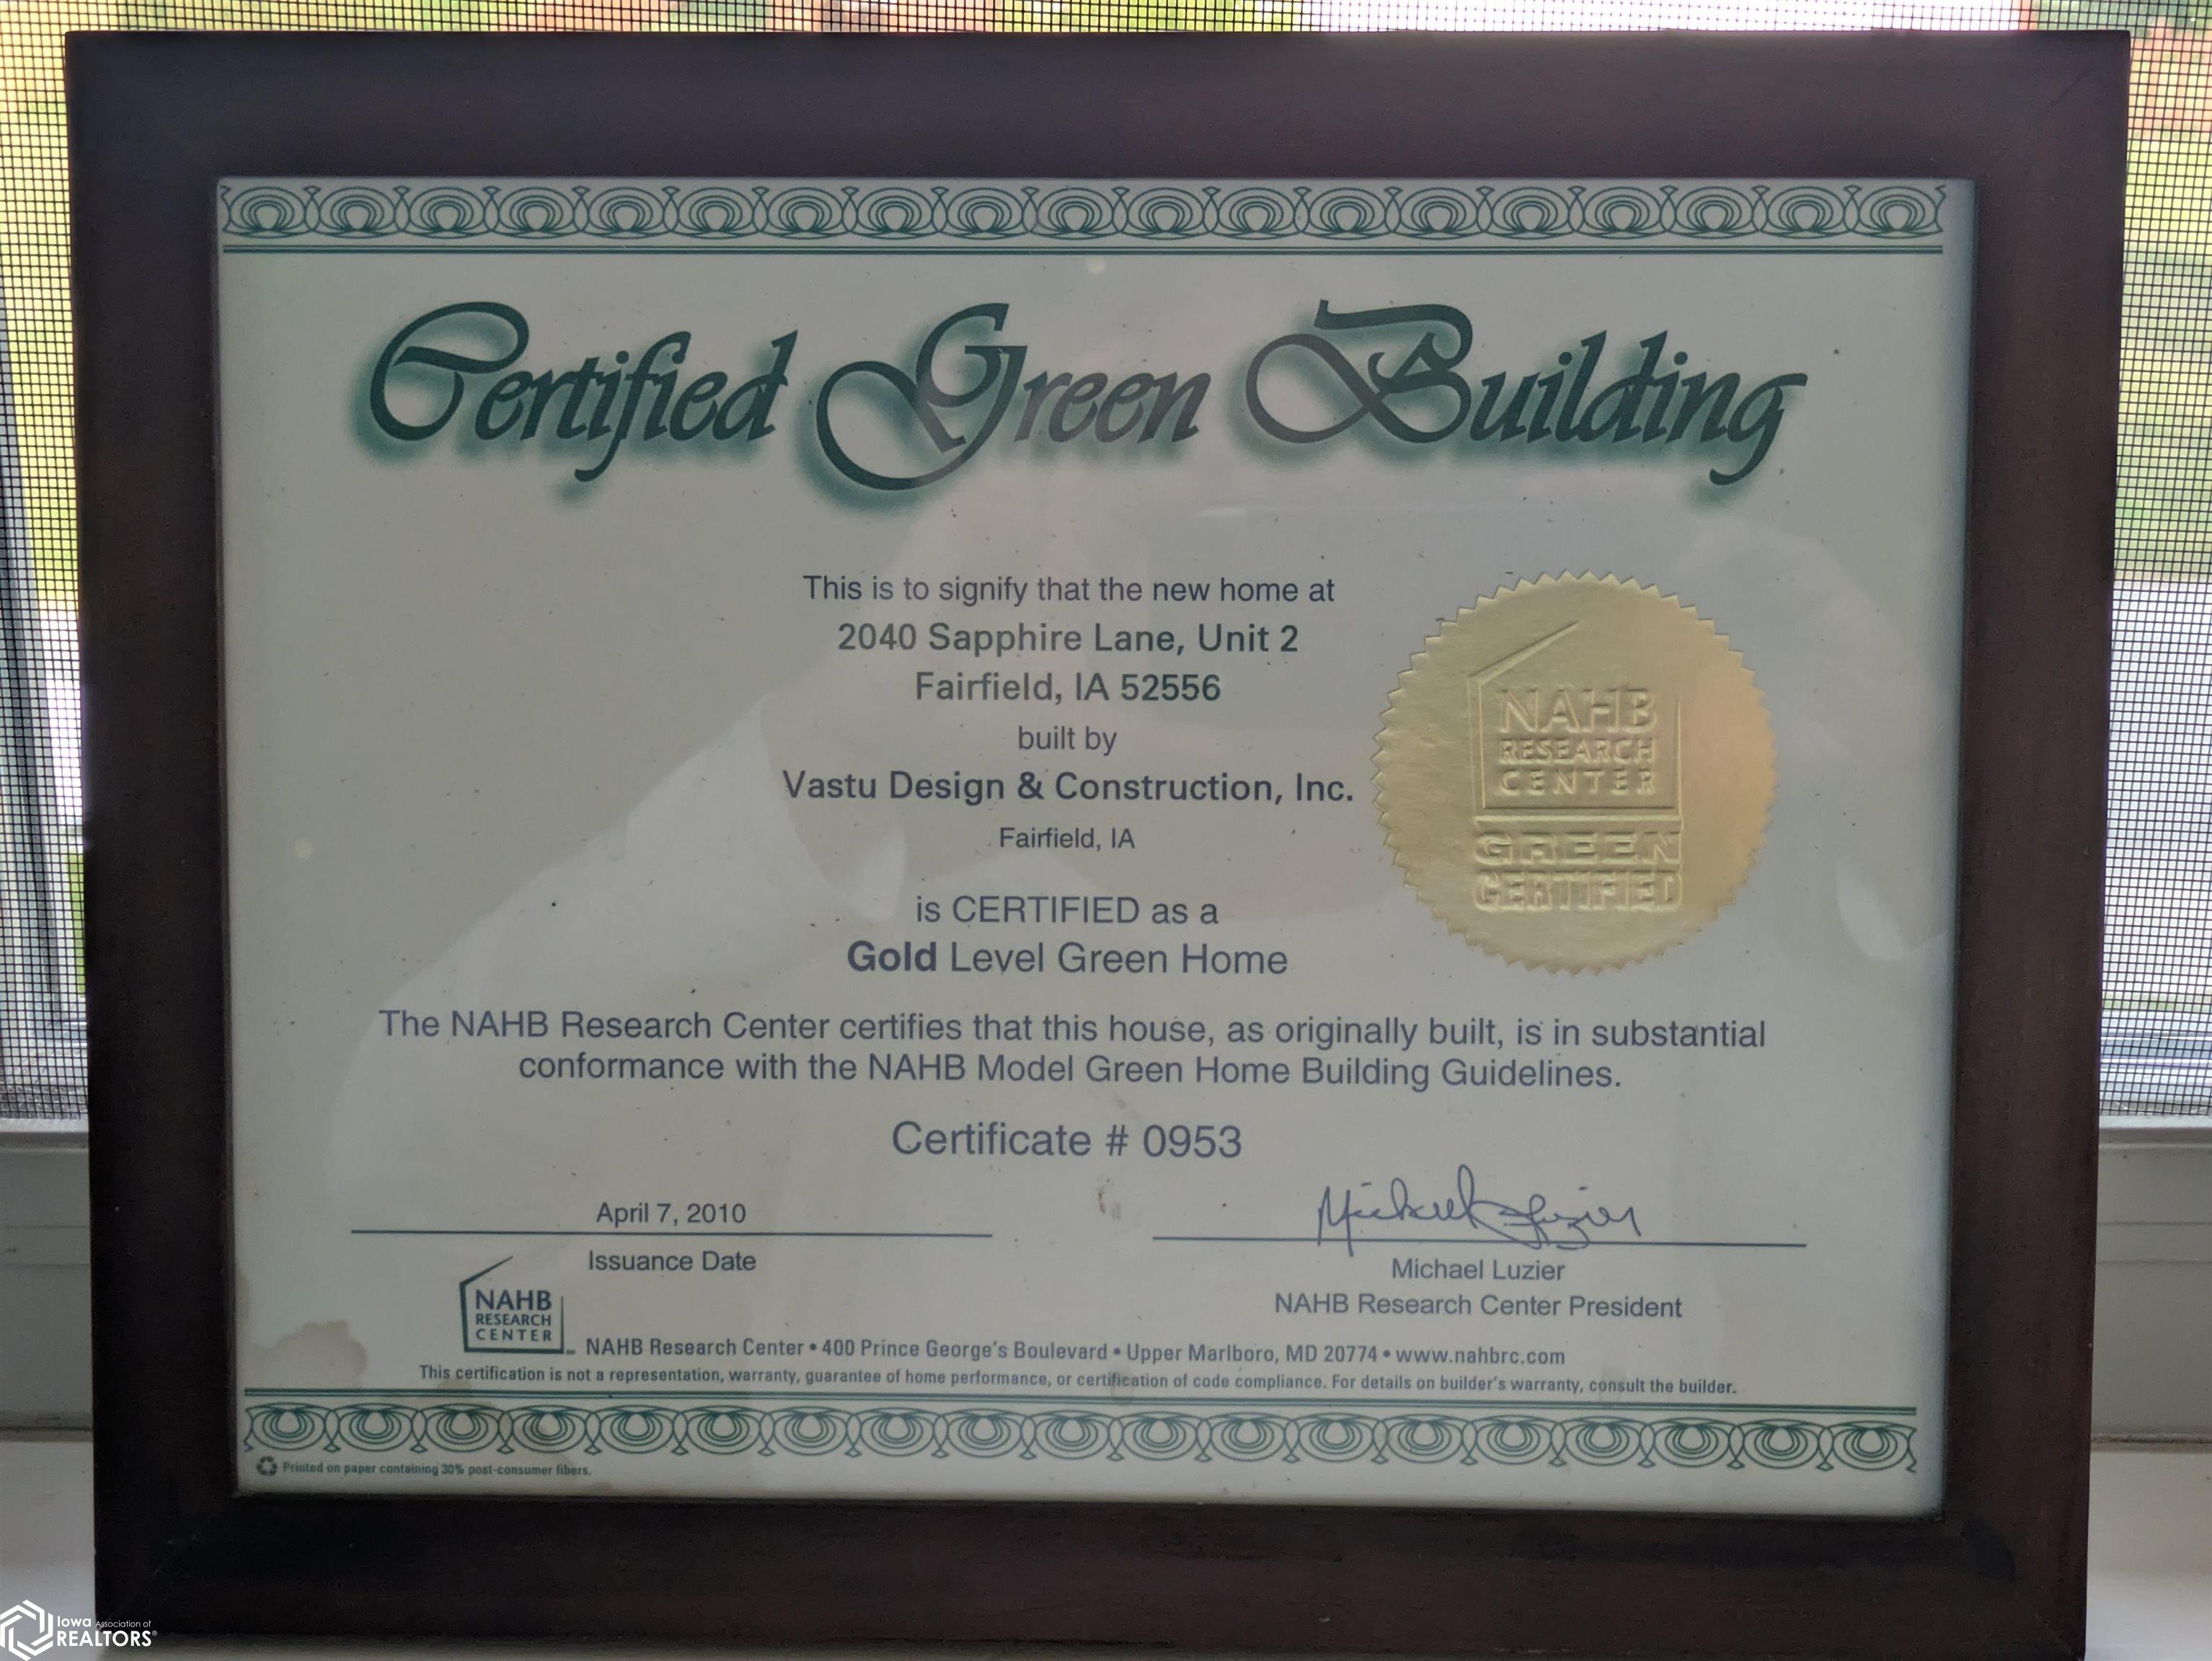 Certified Green Building
This is to signify that the new home at
2040 Sapphire Lane, Unit 2
Fairfield, IA 52556
built by
Vastu Design & Construction, Inc.
Fairfield, IA
NAHB
RESEARCH
CENTER
GREEN
CERTIFIED
is CERTIFIED as a
Gold Level Green Home
The NAHB Research Center certifies that this house, as originally built, is in substantial
conformance with the NAHB Model Green Home Building Guidelines.
Certificate # 0953
April 7, 2010
Issuance Date
Michael Luzier
Michael Luzier
NAHB Research Center President
NAHB
RESEARCH
CENTER
NAHB Research Center • 400 Prince George's Boulevard • Upper Marlboro, MD 20774 • www.nahbrc.com
This certification is not a representation, warranty, guarantee of home performance, or certification of code compliance. For details on builder's warranty, consult the builder.
Printed on paper containing 30% post-consumer fibers.
Iowa Association of
REALTORS®